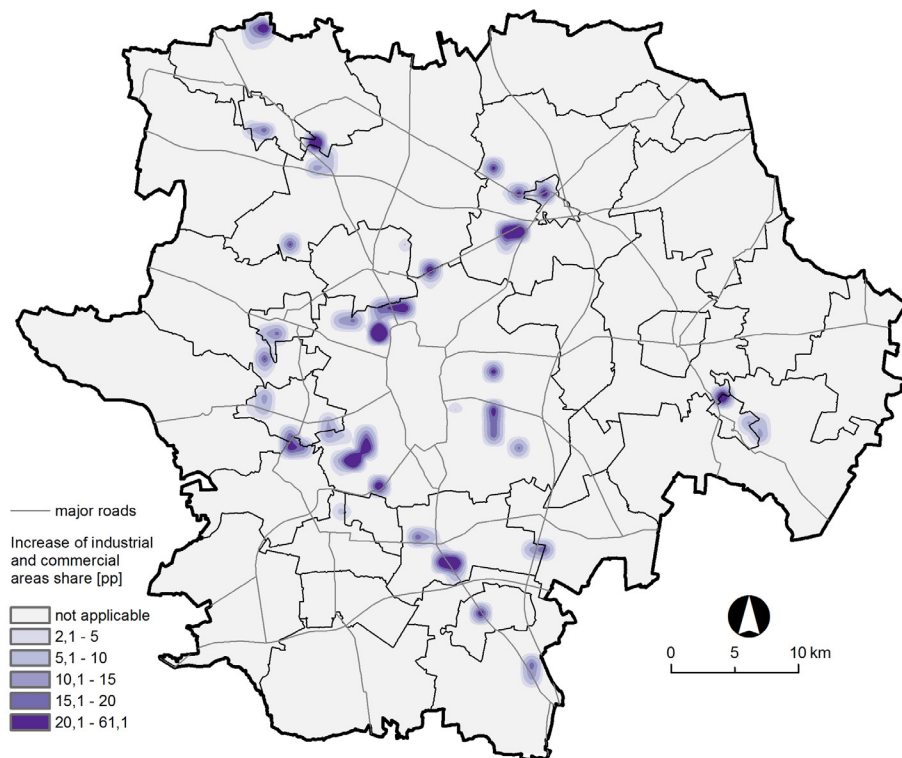 major roads
Increase of industrial
and commercial
areas share [pp]
not applicable
2,1 - 5
5,1 - 10
10,1 - 15
15,1 - 20
20,1 - 61,1
0 5 10 km